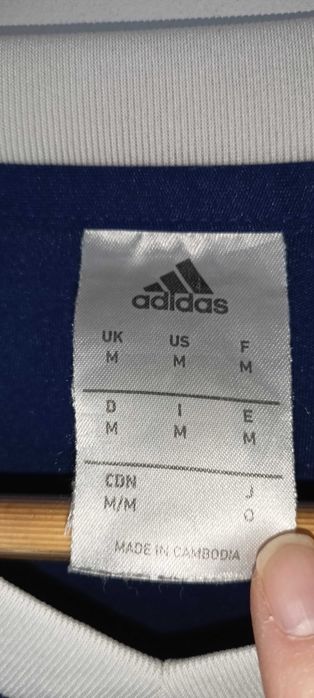 adidas
UK US F
M M M
D I E
M M M
CDN J
M/M O
MADE IN CAMBODIA